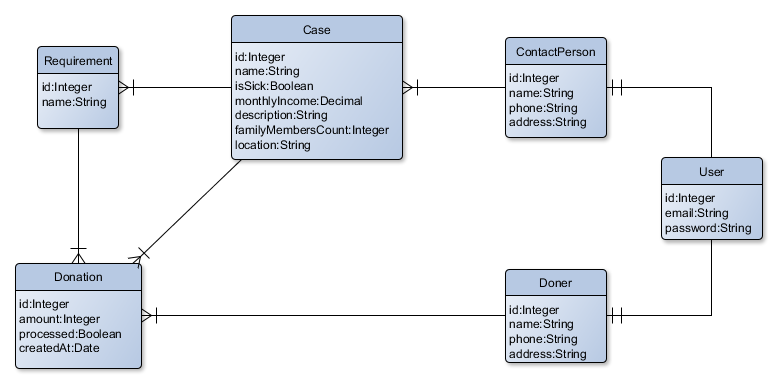 Requirement
id:Integer
name:String
Case
id:Integer
name:String
isSick:Boolean
monthlyIncome:Decimal
description:String
familyMembersCount:Integer
location:String
ContactPerson
id:Integer
name:String
phone:String
address:String
User
id:Integer
email:String
password:String
Donation
id:Integer
amount:Integer
processed:Boolean
createdAt:Date
Doner
id:Integer
name:String
phone:String
address:String